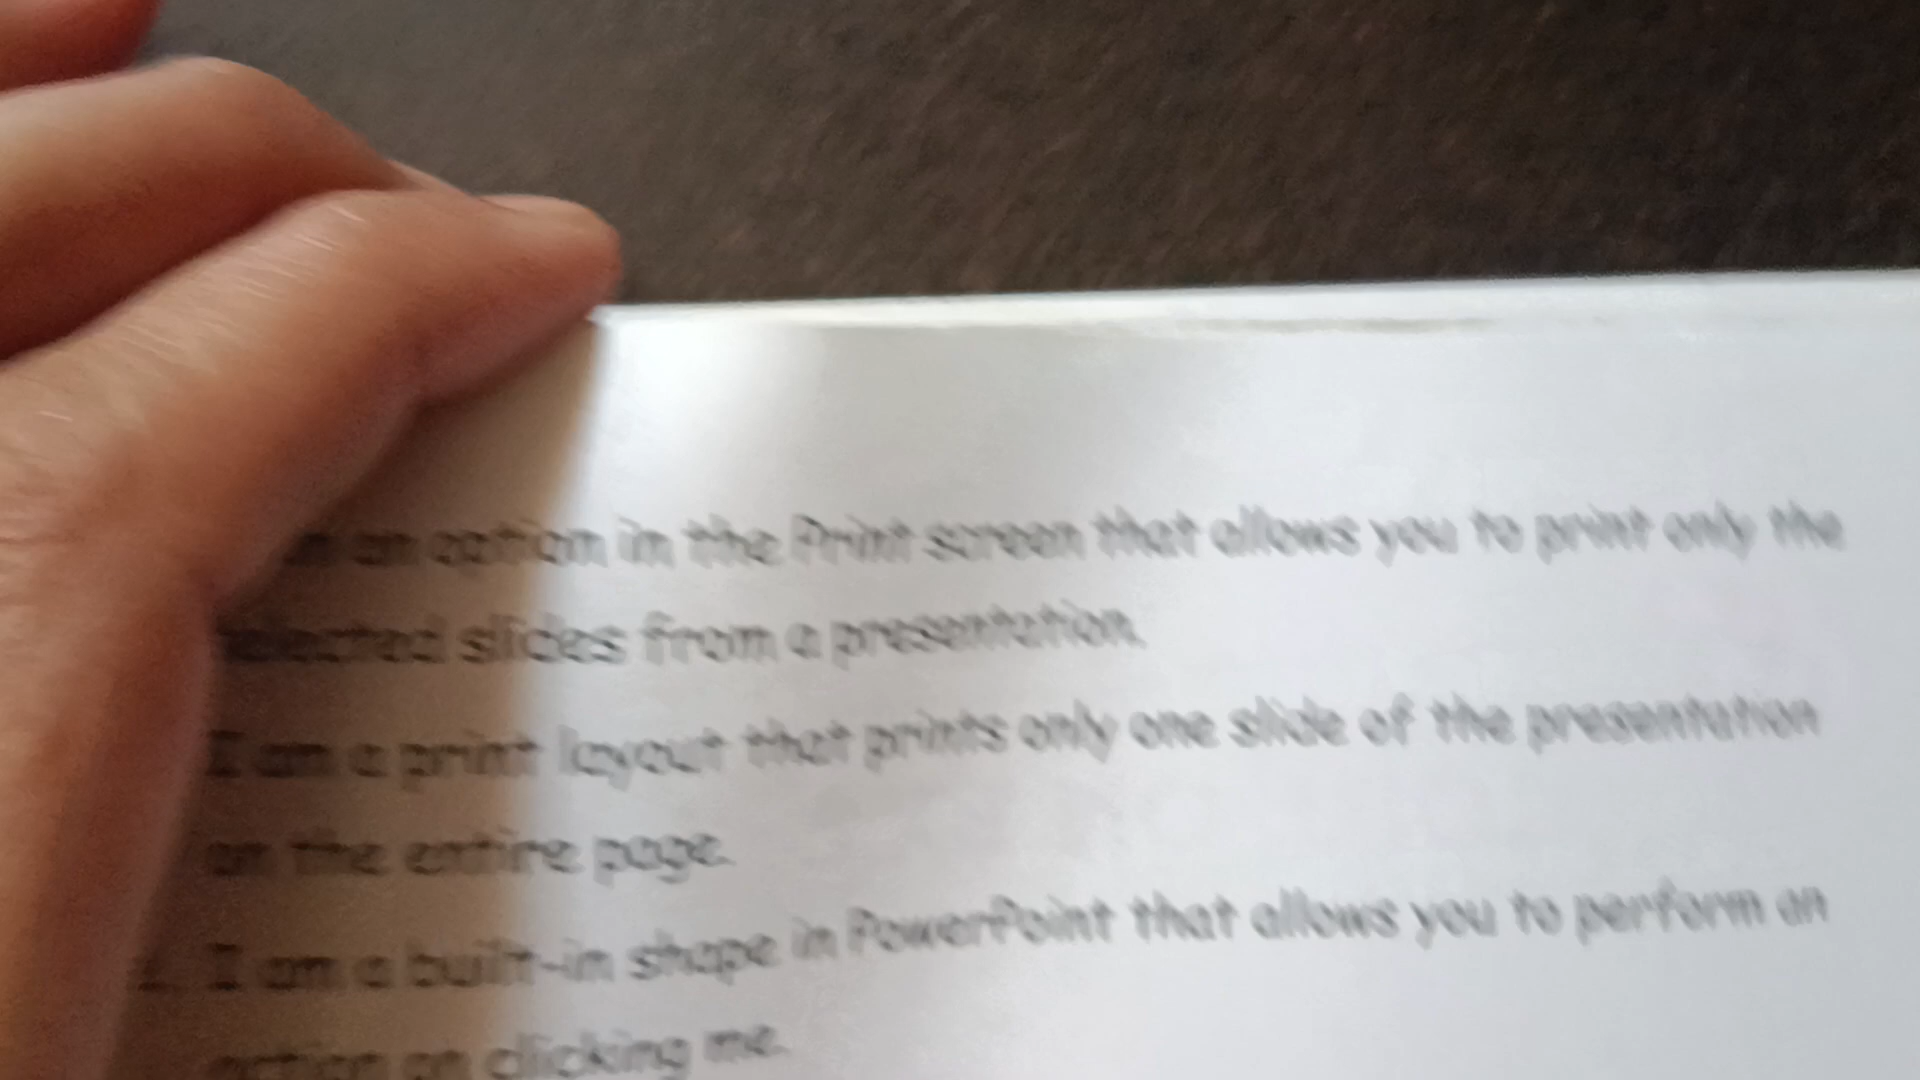 an option in the Print screen that allows you to print only the
selected slides from a presentation.
I am a print layout that prints only one slide of the presentation
on the entire page.
I am a built-in shape in PowerPoint that allows you to perform an
action on clicking me.